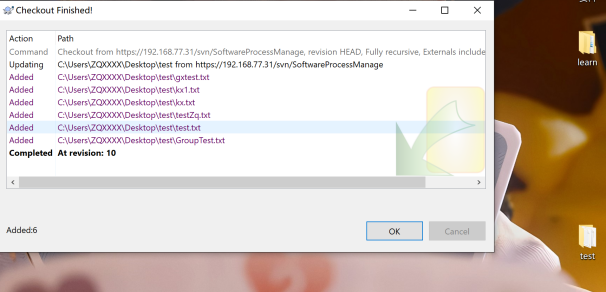 Checkout Finished!
Action Path
Command Checkout from https://192.168.77.31/svn/SoftwareProcessManage, revision HEAD, Fully recursive, Externals include
Updating C:\Users\ZQXXXX\Desktop\test from https://192.168.77.31/svn/SoftwareProcessManage
Added C:\Users\ZQXXXX\Desktop\test\gxtest.txt
Added C:\Users\ZQXXXX\Desktop\test\kx1.txt
Added C:\Users\ZQXXXX\Desktop\test\kx.txt
Added C:\Users\ZQXXXX\Desktop\test\testZq.txt
Added C:\Users\ZQXXXX\Desktop\test\test.txt
Added C:\Users\ZQXXXX\Desktop\test\GroupTest.txt
Completed At revision: 10
Added:6
OK Cancel
learn
test